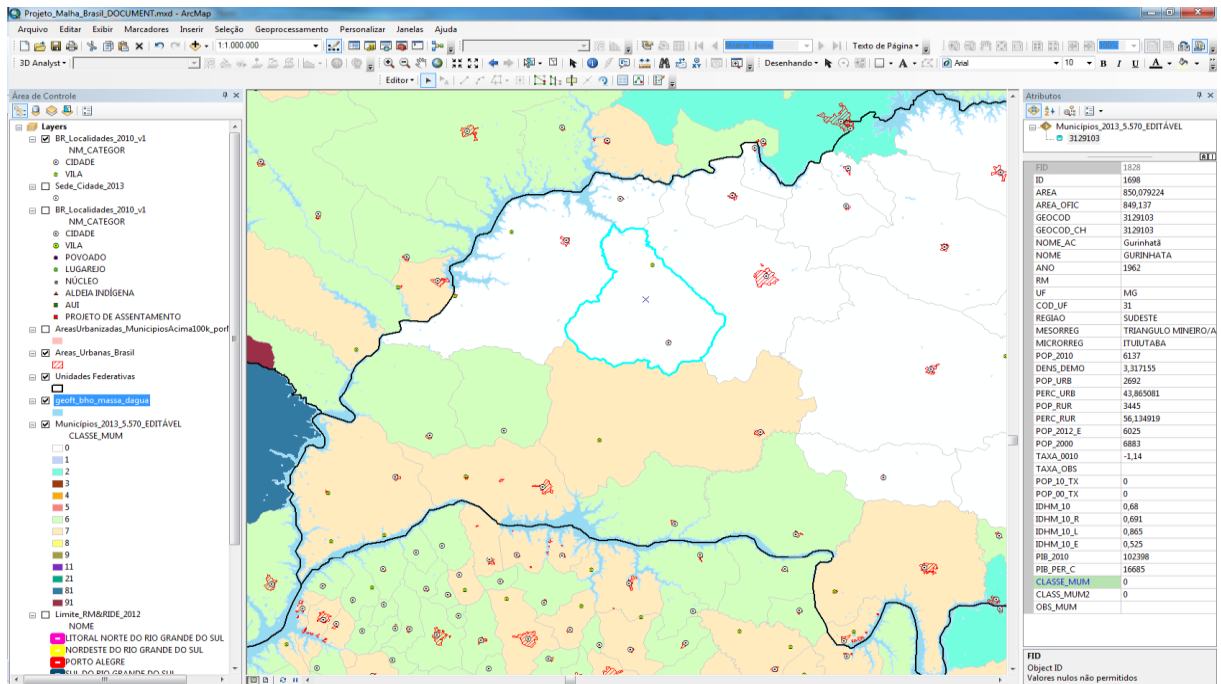 Projeto_Malha_Brasil_DOCUMENT.mxd - ArcMap
Arquivo Editar Exibir Marcadores Inserir Seleção Geoprocessamento Personalizar Janelas Ajuda
1:1.000.000
Texto de Página
100%
3D Analyst
Desenhando
Arial
10
B I U A
Editor
Área de Controle
Layers
BR_Localidades_2010_v1
NM_CATEGOR
CIDADE
VILA
Sede_Cidade_2013
BR_Localidades_2010_v1
NM_CATEGOR
CIDADE
VILA
POVOADO
LUGAREJO
NÚCLEO
ALDEIA INDÍGENA
AUI
PROJETO DE ASSENTAMENTO
AreasUrbanizadas_MunicipiosAcima100k_porf
Areas_Urbanas_Brasil
Unidades Federativas
geoft_bho_massa_dagua
Municípios_2013_5.570_EDITÁVEL
CLASSE_MUM
0
1
2
3
4
5
6
7
8
9
11
21
81
91
Limite_RM&RIDE_2012
NOME
LITORAL NORTE DO RIO GRANDE DO SUL
NORDESTE DO RIO GRANDE DO SUL
PORTO ALEGRE
SUL DO RIO GRANDE DO SUL
Atributos
Municípios_2013_5.570_EDITÁVEL
3129103
FID 1828
ID 1698
AREA 850,079224
AREA_OFIC 849,137
GEOCOD 3129103
GEOCOD_CH 3129103
NOME_AC Gurinhatã
NOME GURINHATA
ANO 1962
RM
UF MG
COD_UF 31
REGIAO SUDESTE
MESORREG TRIANGULO MINEIRO/A
MICRORREG ITUIUTABA
POP_2010 6137
DENS_DEMO 3,317155
POP_URB 2692
PERC_URB 43,865081
POP_RUR 3445
PERC_RUR 56,134919
POP_2012_E 6025
POP_2000 6883
TAXA_0010 -1,14
TAXA_OBS
POP_10_TX 0
POP_00_TX 0
IDHM_10 0,68
IDHM_10_R 0,691
IDHM_10_L 0,865
IDHM_10_E 0,525
PIB_2010 102398
PIB_PER_C 16685
CLASSE_MUM 0
CLASS_MUM2 0
OBS_MUM
FID
Object ID
Valores nulos não permitidos